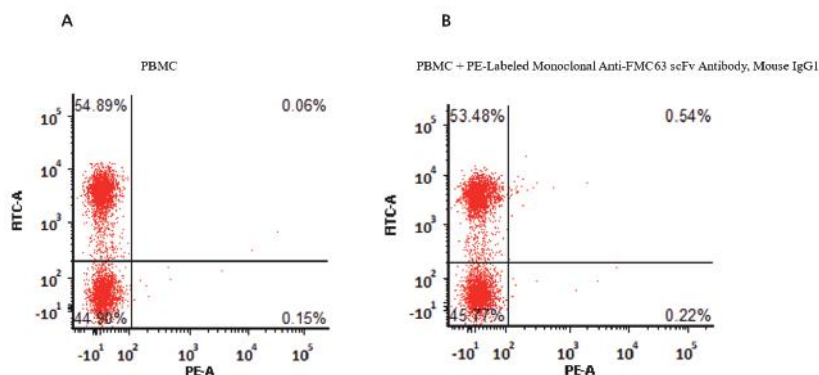 A
B
PBMC
PBMC + PE-Labeled Monoclonal Anti-FMC63 scFv Antibody, Mouse IgG1
54.89%
0.06%
10^5
10^4
10^3
10^2
-10^1
FITC-A
44.90%
0.15%
-10^1 10^2 10^3 10^4 10^5
PE-A
53.48%
0.54%
10^5
10^4
10^3
10^2
-10^1
FITC-A
45.77%
0.22%
-10^1 10^2 10^3 10^4 10^5
PE-A